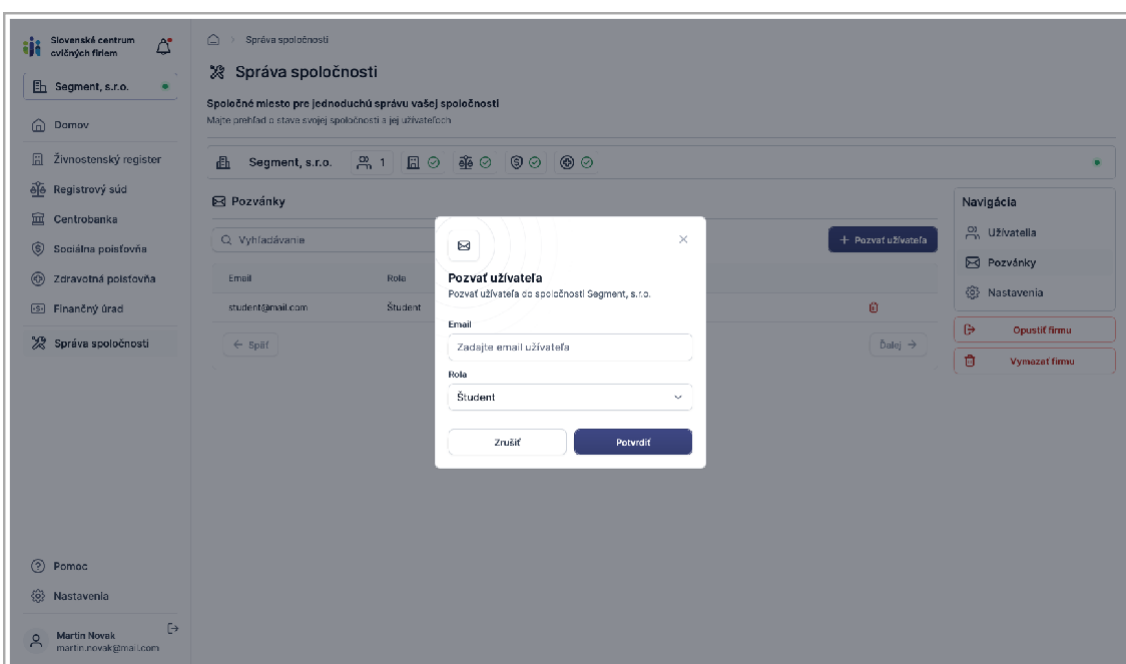 Slovenské centrum
cvičných firiem
Segment, s.r.o.
Domov
Živnostenský register
Registrový súd
Centrobanka
Sociálna poisťovňa
Zdravotná poisťovňa
Finančný úrad
Správa spoločnosti
Pomoc
Nastavenia
Martin Novak
martin.novak@mail.com
Správa spoločnosti
Správa spoločnosti
Spoločné miesto pre jednoduchú správu vašej spoločnosti
Majte prehľad o stave svojej spoločnosti a jej užívateľoch
Segment, s.r.o. 1
Pozvánky
Vyhľadávanie
+ Pozvať užívateľa
Email Rola
student@mail.com Študent
← Späť
Ďalej →
Pozvať užívateľa
Pozvať užívateľa do spoločnosti Segment, s.r.o.
Email
Zadajte email užívateľa
Rola
Študent
Zrušiť Potvrdiť
Navigácia
Užívatelia
Pozvánky
Nastavenia
Opustiť firmu
Vymazať firmu